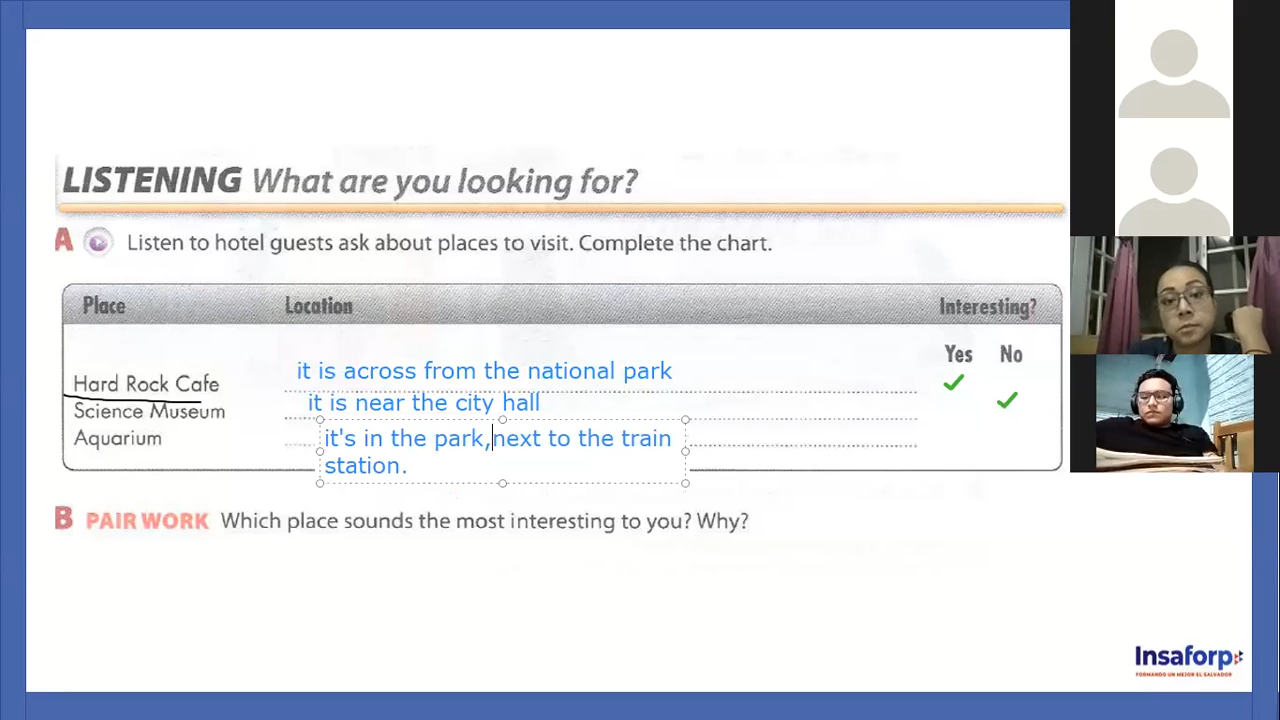 LISTENING What are you looking for?
A Listen to hotel guests ask about places to visit. Complete the chart.
Place Location Interesting?
Yes No
Hard Rock Cafe it is across from the national park
Science Museum it is near the city hall
Aquarium it's in the park,next to the train
station.
B PAIR WORK Which place sounds the most interesting to you? Why?
Insaforp
FORMANDO UN MEJOR EL SALVADOR